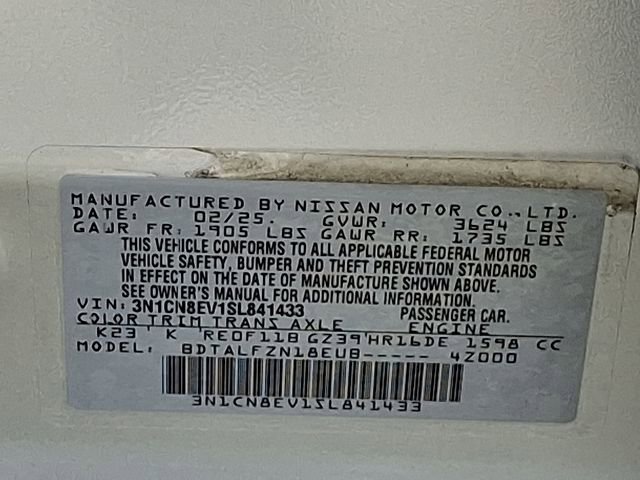 MANUFACTURED BY NISSAN MOTOR CO., LTD.
DATE: 02/25. GVWR: 3624 LBS
GAWR FR: 1905 LBS GAWR RR: 1735 LBS
THIS VEHICLE CONFORMS TO ALL APPLICABLE FEDERAL MOTOR
VEHICLE SAFETY, BUMPER AND THEFT PREVENTION STANDARDS
IN EFFECT ON THE DATE OF MANUFACTURE SHOWN ABOVE.
SEE OWNER'S MANUAL FOR ADDITIONAL INFORMATION.
VIN: 3N1CN8EV1SL841433 PASSENGER CAR.
COLOR TRIM TRANS AXLE ENGINE
K23 K RE0F11B GZ39 HR16DE 1598 CC
BDTALFZN18EUB----- 4Z000
3N1CN8EV1SL841433